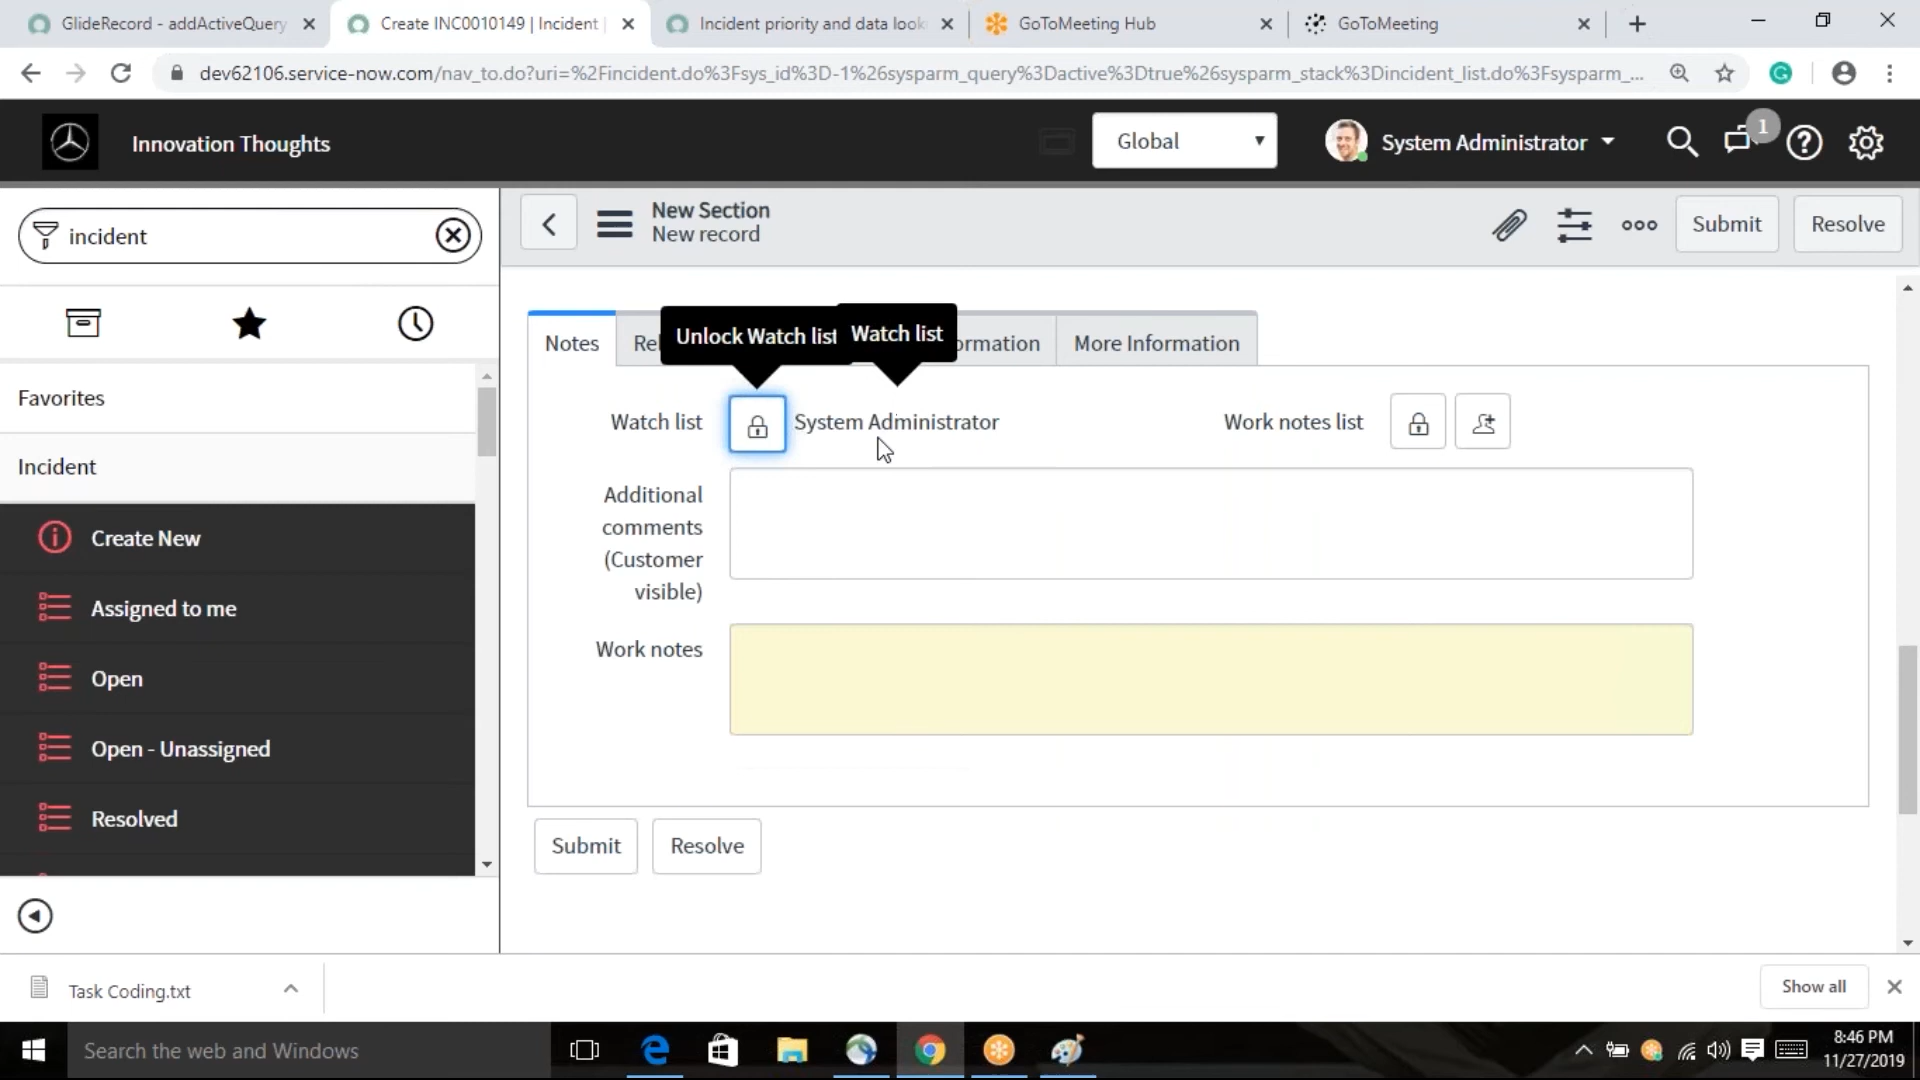 GlideRecord - addActiveQuery
Create INC0010149 | Incident |
Incident priority and data look
GoToMeeting Hub
GoToMeeting
dev62106.service-now.com/nav_to.do?uri=%2Fincident.do%3Fsys_id%3D-1%26sysparm_query%3Dactive%3Dtrue%26sysparm_stack%3Dincident_list.do%3Fsysparm_...
Innovation Thoughts
Global
System Administrator
1
incident
New Section
New record
Submit
Resolve
Favorites
Incident
Create New
Assigned to me
Open
Open - Unassigned
Resolved
Unlock Watch list
Watch list
Notes
Rel
ormation
More Information
Watch list
System Administrator
Work notes list
Additional
comments
(Customer
visible)
Work notes
Submit
Resolve
Task Coding.txt
Show all
Search the web and Windows
8:46 PM
11/27/2019